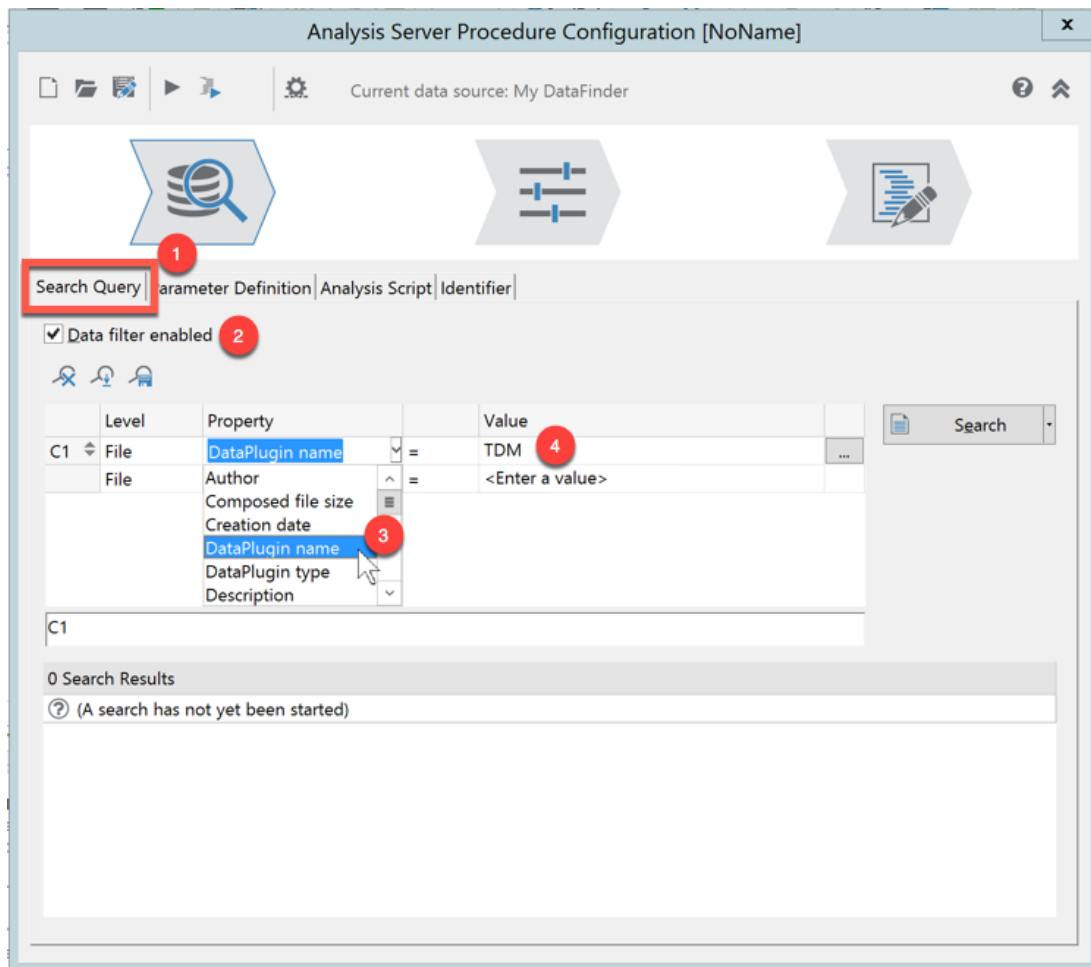 Analysis Server Procedure Configuration [NoName]
x
Current data source: My DataFinder
?
1
Search Query arameter Definition Analysis Script Identifier
Data filter enabled 2
Level Property Value
C1 File DataPlugin name = TDM 4 ...
Search
File Author = <Enter a value>
Composed file size
Creation date
DataPlugin name 3
DataPlugin type
Description
C1
0 Search Results
? (A search has not yet been started)